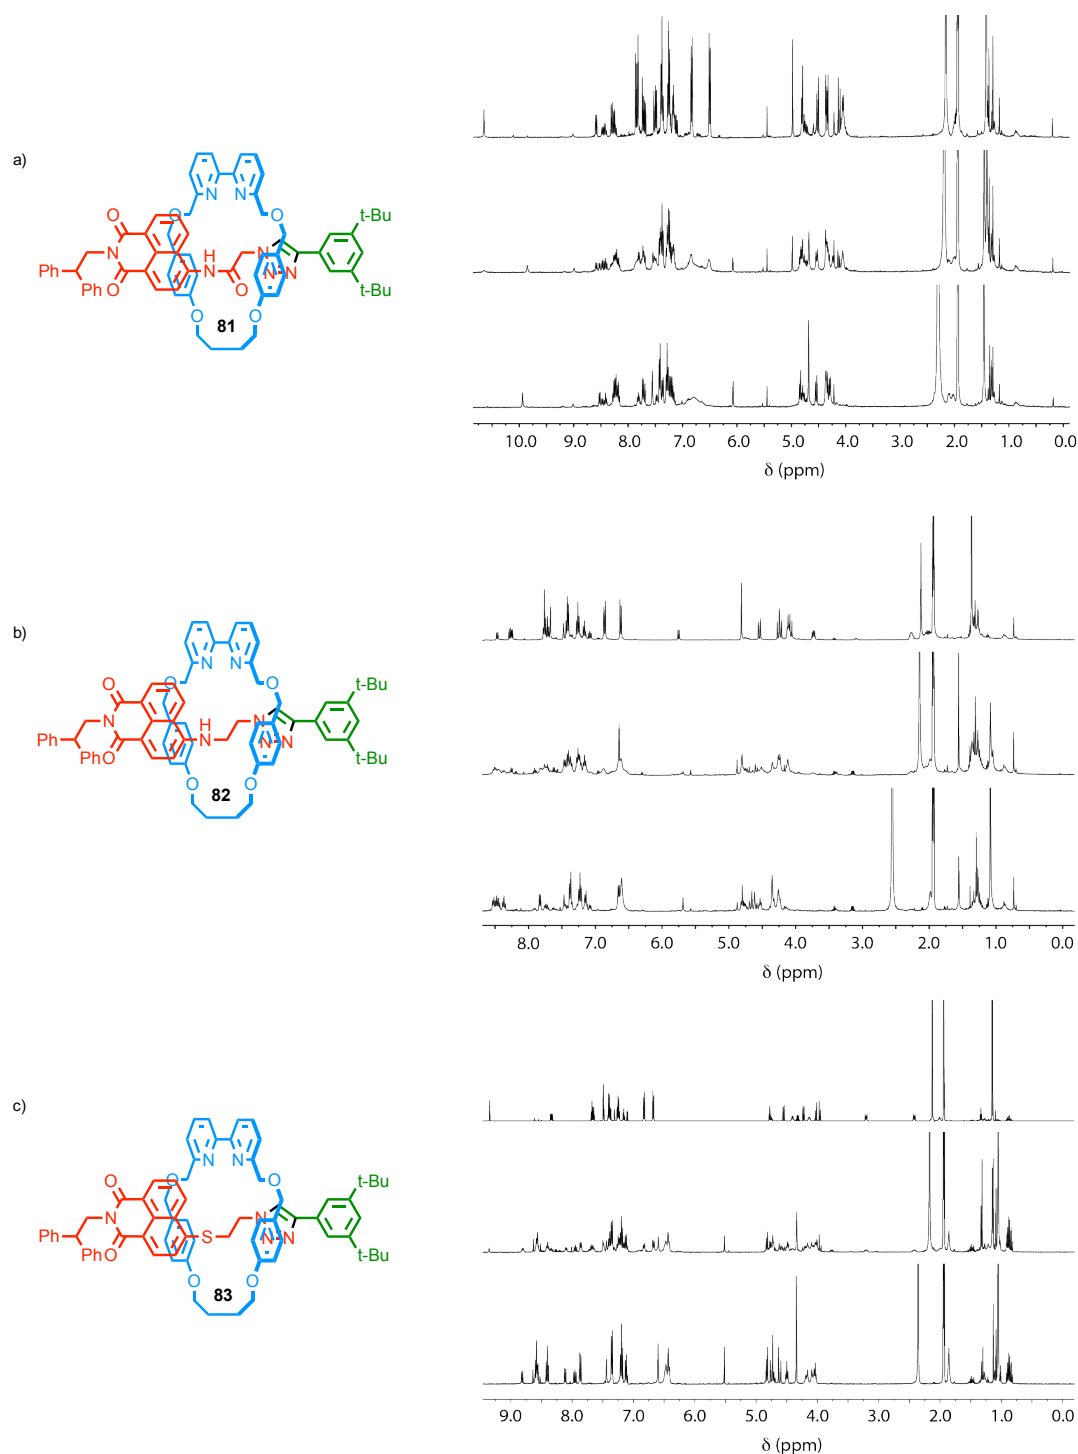 a)
N N
O O O
t-Bu
Ph N N
H O N
N=N
Ph O
O O
t-Bu
81
10.0 9.0 8.0 7.0 6.0 5.0 4.0 3.0 2.0 1.0 0.0
δ (ppm)
b)
N N
O O O
t-Bu
Ph N
H
N N
N=N
Ph O
O O
t-Bu
82
8.0 7.0 6.0 5.0 4.0 3.0 2.0 1.0 0.0
δ (ppm)
c)
N N
O O O
t-Bu
Ph N S N
N=N
Ph O
O O
t-Bu
83
9.0 8.0 7.0 6.0 5.0 4.0 3.0 2.0 1.0 0.0
δ (ppm)